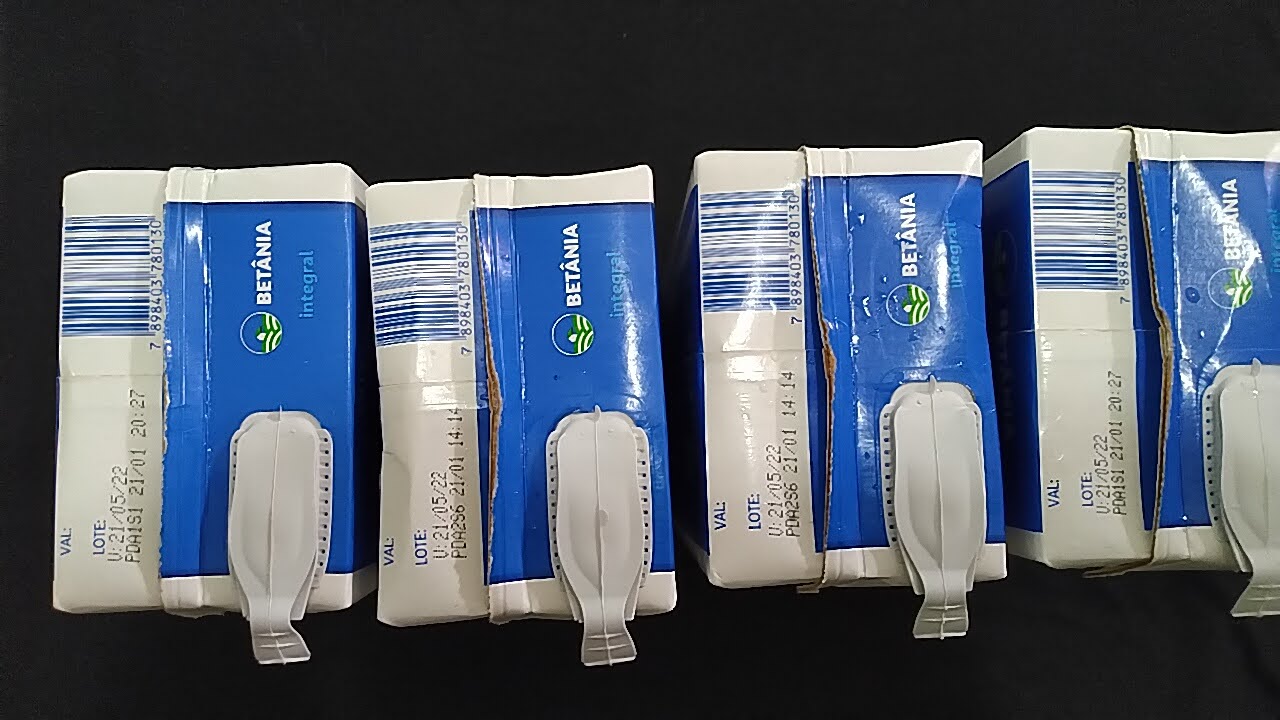 7 898403 780130
VAL:
LOTE:
V: 21/05/22
PDA1S1 21/01 20:27
BETÂNIA
integral
7 898403 780130
VAL:
LOTE:
V: 21/05/22
PDA2S6 21/01 14:14
BETÂNIA
integral
7 898403 780130
VAL:
LOTE:
V: 21/05/22
PDA2S6 21/01 14:14
BETÂNIA
integral
7 898403 780130
VAL:
LOTE:
V: 21/05/22
PDA1S1 21/01 20:27
BETÂNIA